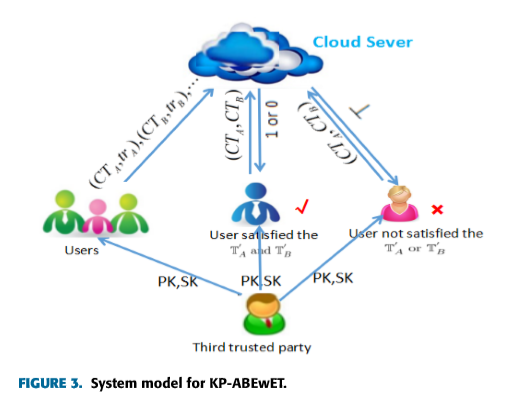 Cloud Sever
(CT_A,tr_A),(CT_B,tr_B),...
(CT_A,CT_B)
1 or 0
(CT_A,CT_B)
⊥
Users
User satisfied the
𝕋'_A and 𝕋'_B
User not satisfied the
𝕋'_A or 𝕋'_B
PK,SK
PK,SK
PK,SK
Third trusted party
FIGURE 3. System model for KP-ABEwET.